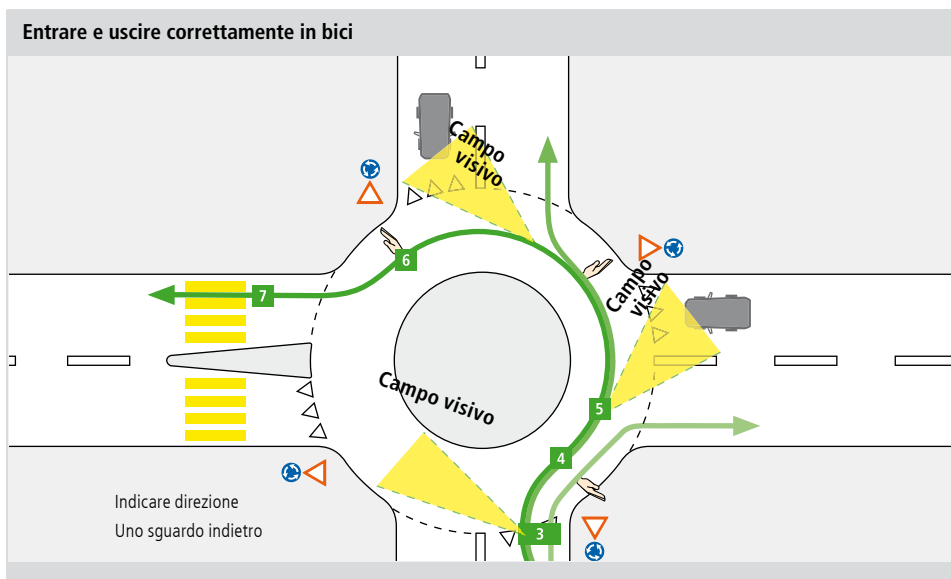 Entrare e uscire correttamente in bici
Campo
visivo
6
7
Campo
visivo
Campo visivo
5
4
3
Indicare direzione
Uno sguardo indietro